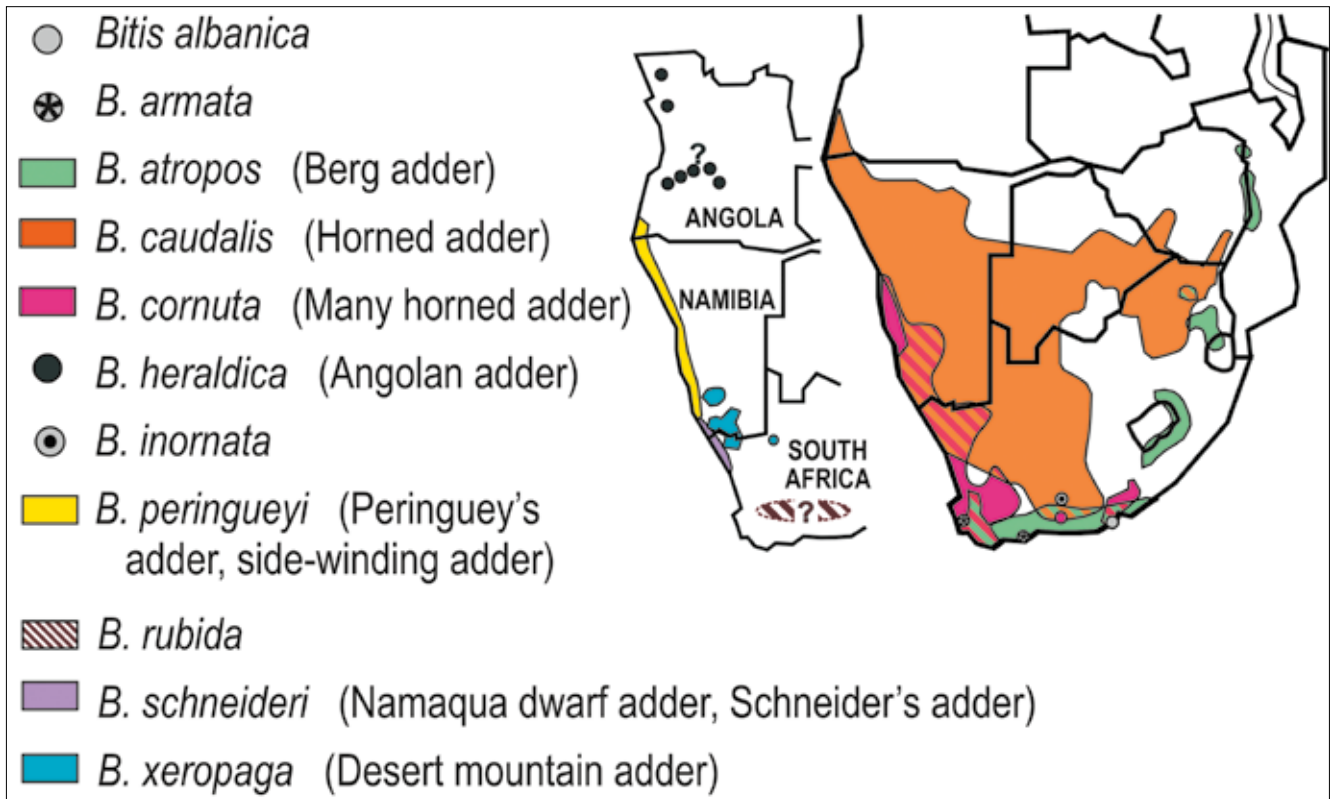 Bitis albanica
B. armata
B. atropos (Berg adder)
B. caudalis (Horned adder)
B. cornuta (Many horned adder)
B. heraldica (Angolan adder)
B. inornata
B. peringueyi (Peringuey’s
adder, side-winding adder)
B. rubida
B. schneideri (Namaqua dwarf adder, Schneider’s adder)
B. xeropaga (Desert mountain adder)
?
ANGOLA
NAMIBIA
SOUTH
AFRICA
?